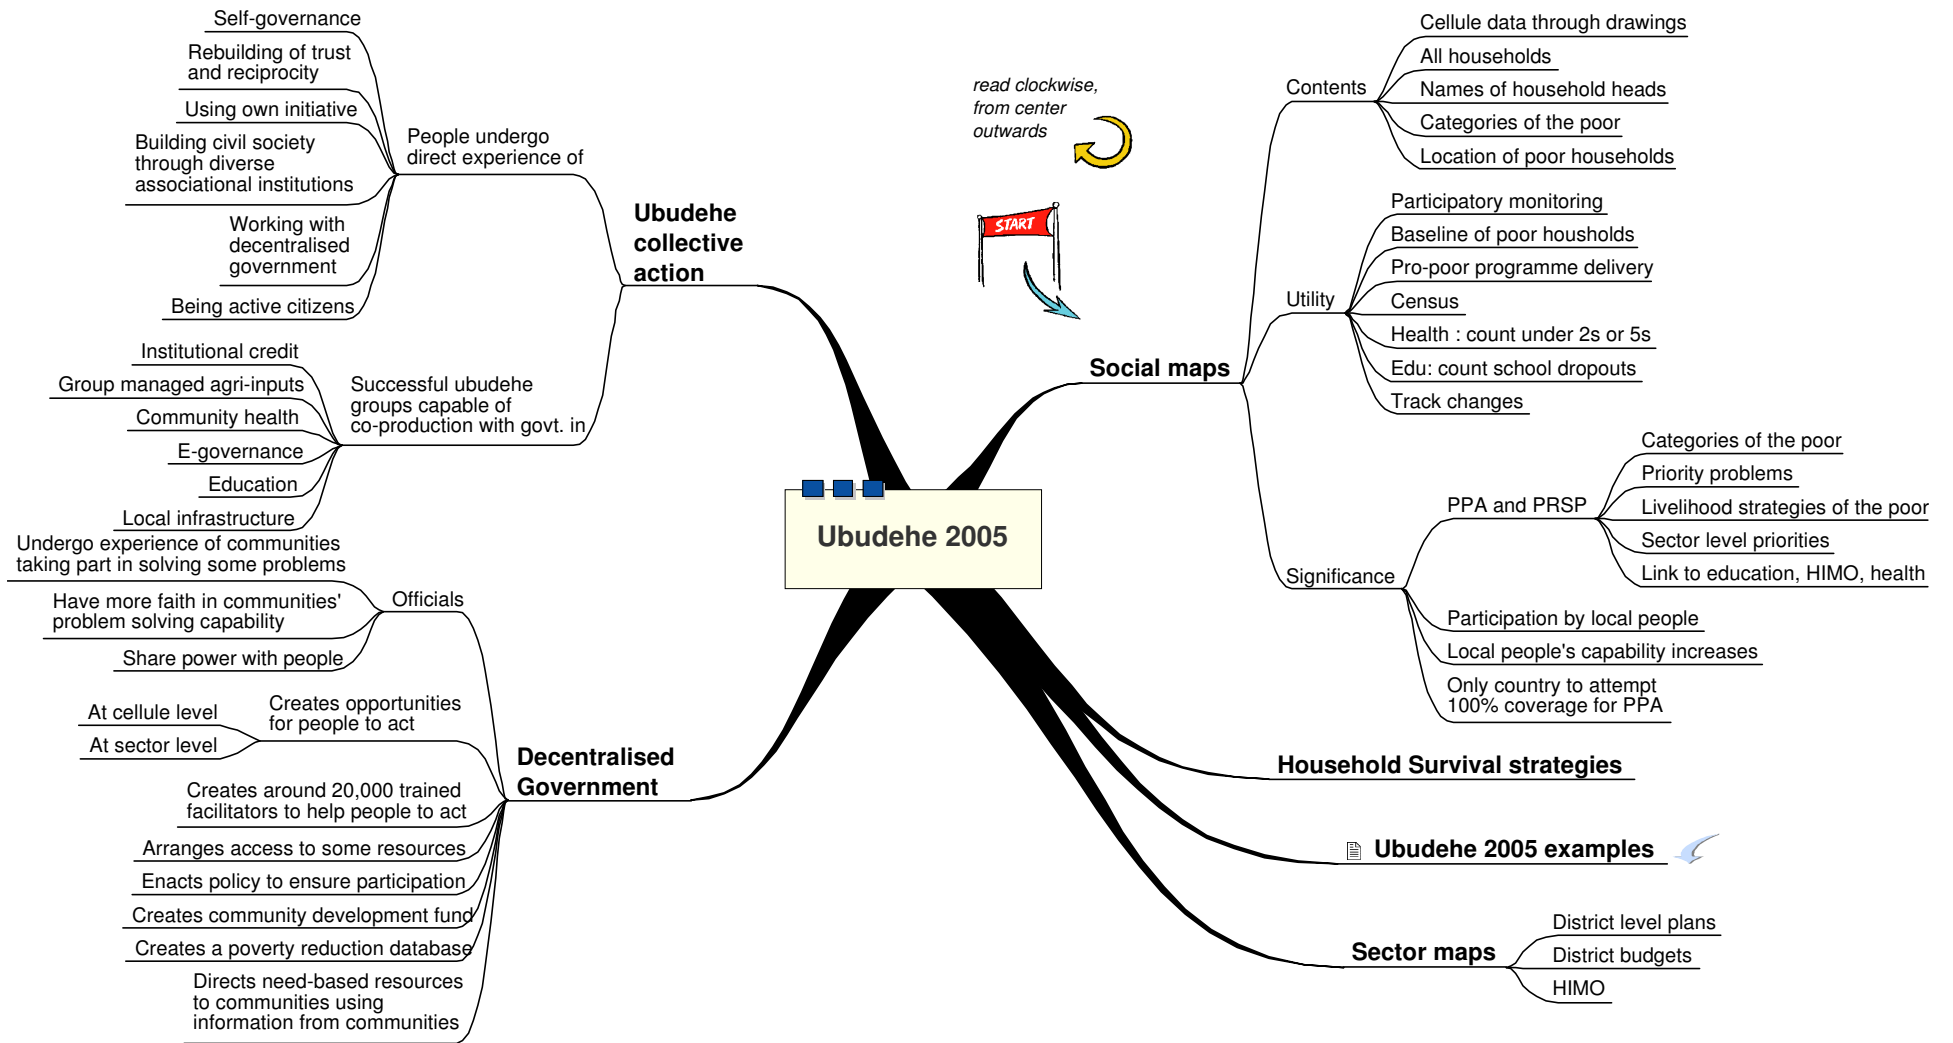 read clockwise,
from center
outwards
START
Ubudehe 2005
Social maps
Contents
Cellule data through drawings
All households
Names of household heads
Categories of the poor
Location of poor households
Utility
Participatory monitoring
Baseline of poor housholds
Pro-poor programme delivery
Census
Health : count under 2s or 5s
Edu: count school dropouts
Track changes
Significance
PPA and PRSP
Categories of the poor
Priority problems
Livelihood strategies of the poor
Sector level priorities
Link to education, HIMO, health
Participation by local people
Local people's capability increases
Only country to attempt
100% coverage for PPA
Household Survival strategies
Ubudehe 2005 examples
Sector maps
District level plans
District budgets
HIMO
Decentralised
Government
Officials
Undergo experience of communities
taking part in solving some problems
Have more faith in communities'
problem solving capability
Share power with people
Creates opportunities
for people to act
At cellule level
At sector level
Creates around 20,000 trained
facilitators to help people to act
Arranges access to some resources
Enacts policy to ensure participation
Creates community development fund
Creates a poverty reduction database
Directs need-based resources
to communities using
information from communities
Ubudehe
collective
action
People undergo
direct experience of
Self-governance
Rebuilding of trust
and reciprocity
Using own initiative
Building civil society
through diverse
associational institutions
Working with
decentralised
government
Being active citizens
Successful ubudehe
groups capable of
co-production with govt. in
Institutional credit
Group managed agri-inputs
Community health
E-governance
Education
Local infrastructure